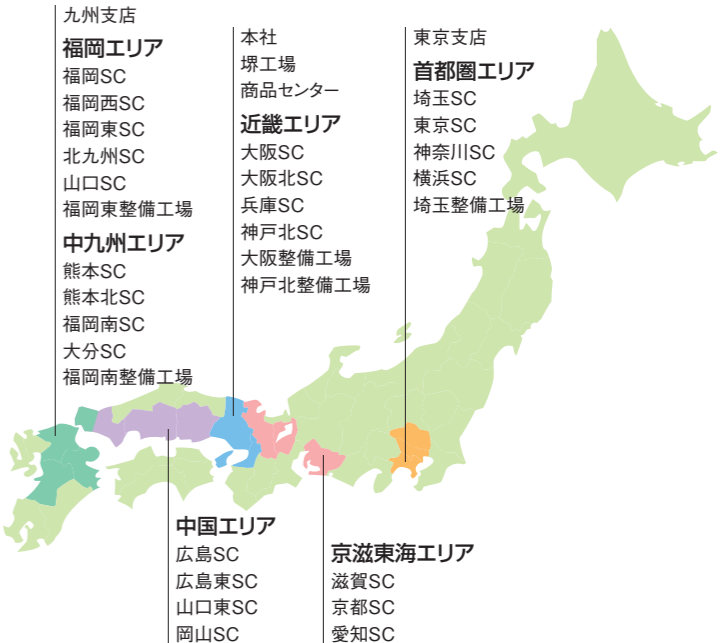 九州支店
福岡エリア
福岡SC
福岡西SC
福岡東SC
北九州SC
山口SC
福岡東整備工場
中九州エリア
熊本SC
熊本北SC
福岡南SC
大分SC
福岡南整備工場
本社
堺工場
商品センター
近畿エリア
大阪SC
大阪北SC
兵庫SC
神戸北SC
大阪整備工場
神戸北整備工場
東京支店
首都圏エリア
埼玉SC
東京SC
神奈川SC
横浜SC
埼玉整備工場
中国エリア
広島SC
広島東SC
山口東SC
岡山SC
京滋東海エリア
滋賀SC
京都SC
愛知SC